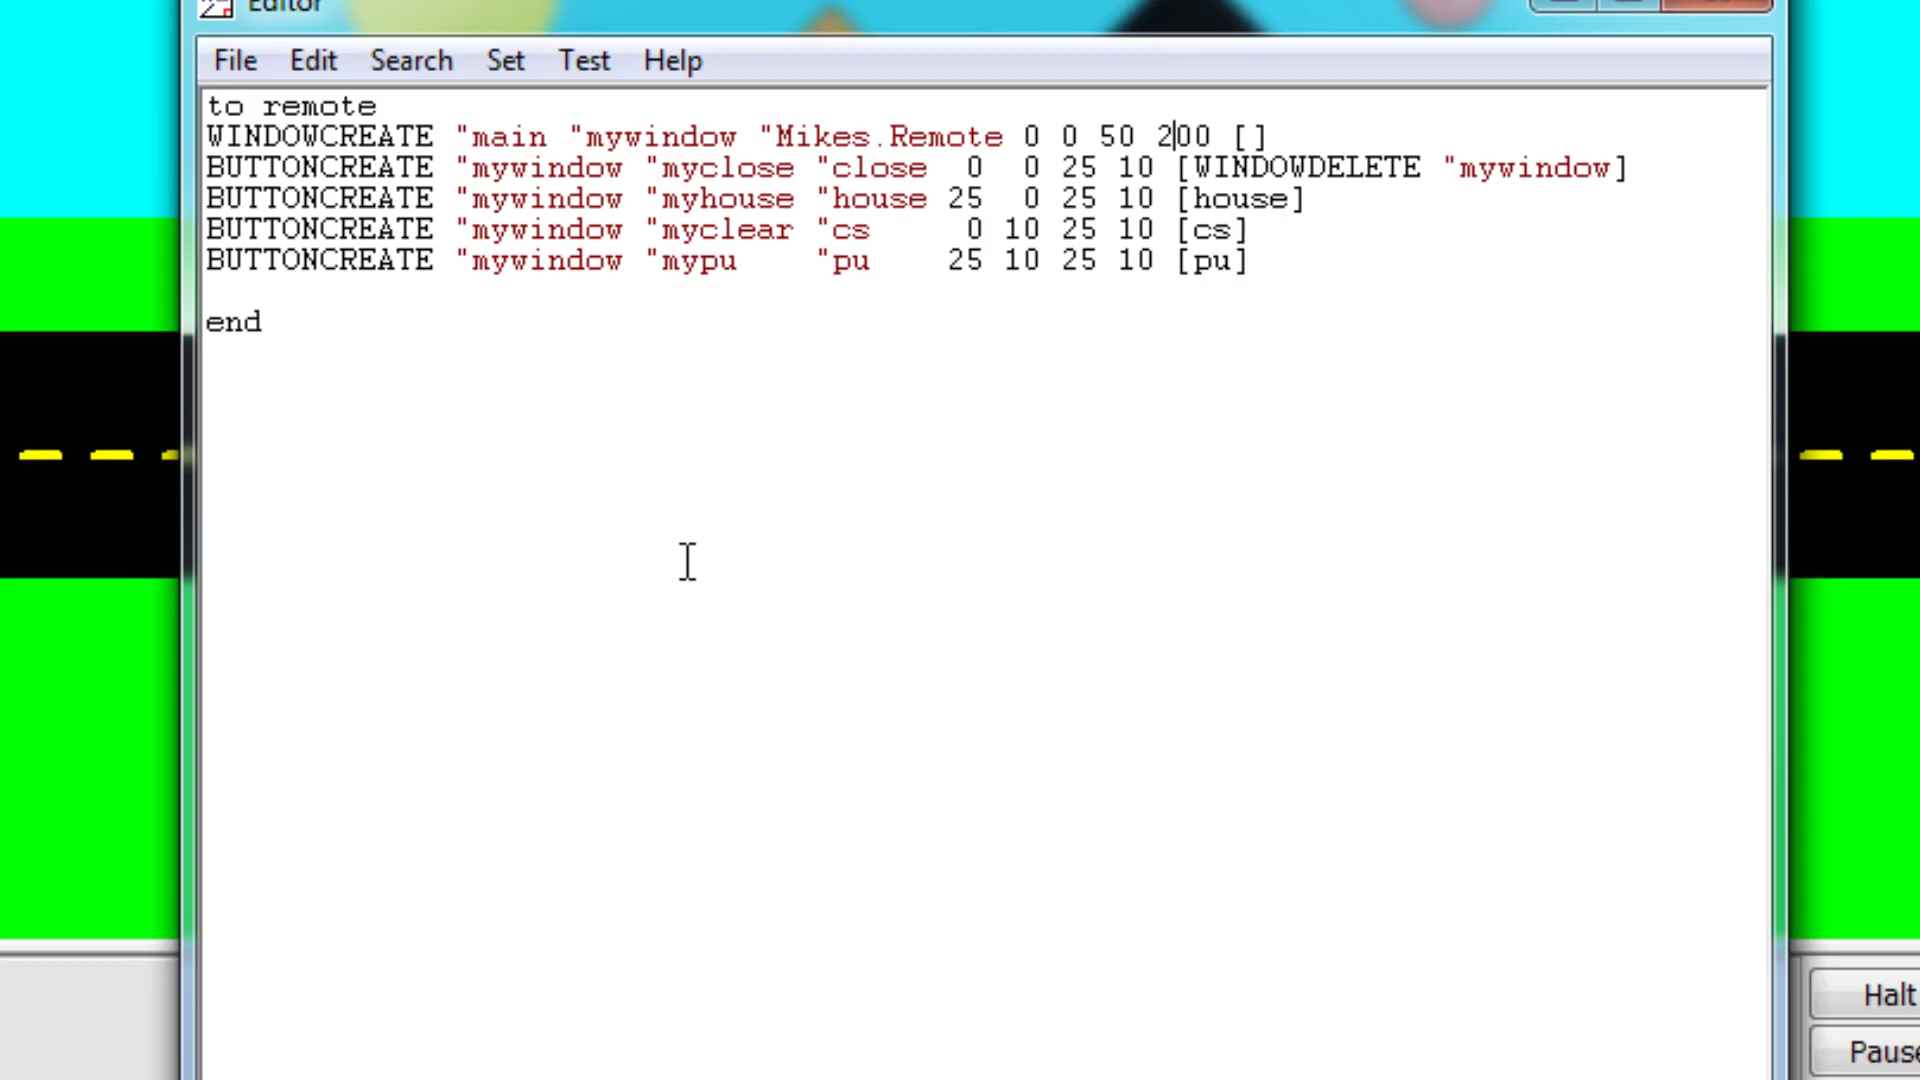 Editor
File Edit Search Set Test Help
to remote
WINDOWCREATE "main "mywindow "Mikes.Remote 0 0 50 200 []
BUTTONCREATE "mywindow "myclose "close  0  0 25 10 [WINDOWDELETE "mywindow]
BUTTONCREATE "mywindow "myhouse "house 25  0 25 10 [house]
BUTTONCREATE "mywindow "myclear "cs     0 10 25 10 [cs]
BUTTONCREATE "mywindow "mypu    "pu    25 10 25 10 [pu]
end
Halt
Pause